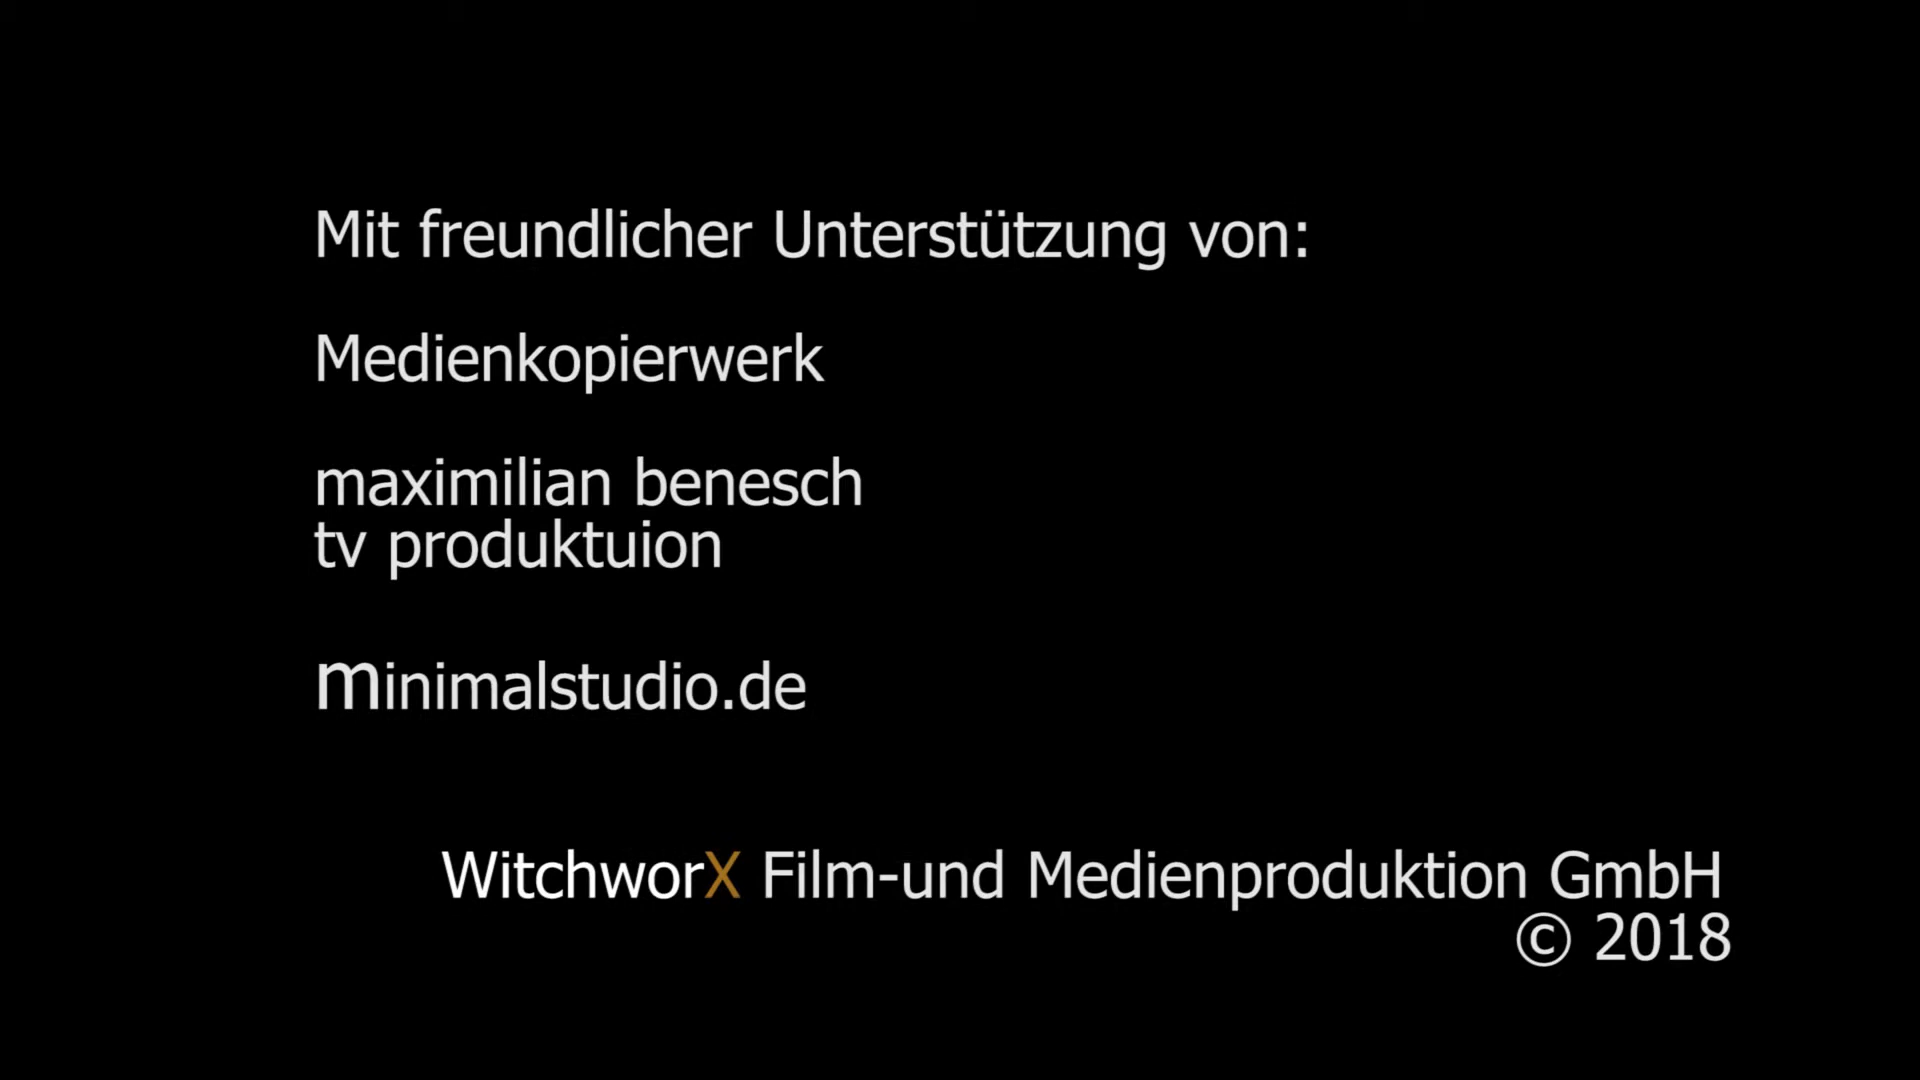 Mit freundlicher Unterstützung von:
Medienkopierwerk
maximilian benesch
tv produktuion
minimalstudio.de
WitchworX Film-und Medienproduktion GmbH
© 2018